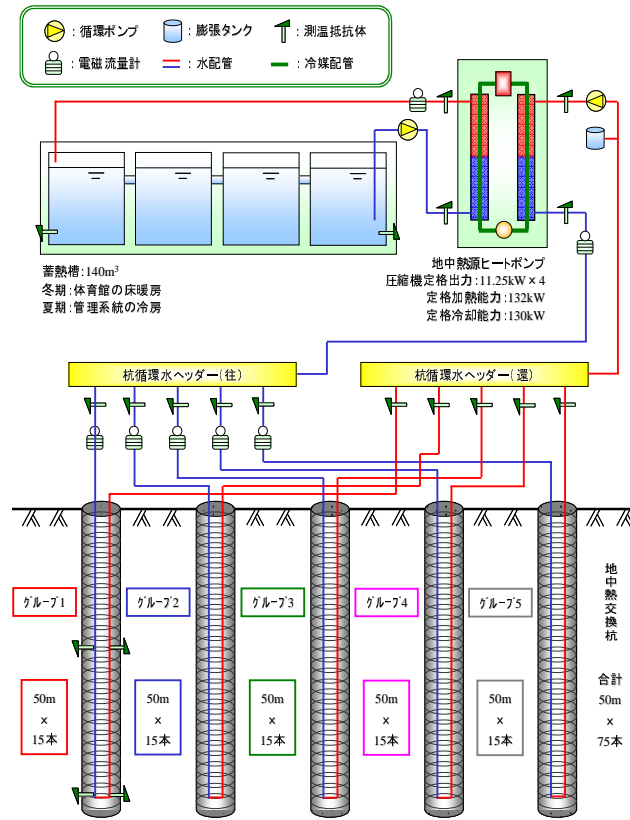 ：循環ポンプ
：膨張タンク
：測温抵抗体
：電磁流量計
：水配管
：冷媒配管
蓄熱槽：140m³
冬期：体育館の床暖房
夏期：管理系統の冷房
地中熱源ヒートポンプ
圧縮機定格出力：11.25kW×4
定格加熱能力：132kW
定格冷却能力：130kW
杭循環水ヘッダー（往）
杭循環水ヘッダー（還）
グループ1
グループ2
グループ3
グループ4
グループ5
地中熱交換杭
50m
×
15本
50m
×
15本
50m
×
15本
50m
×
15本
50m
×
15本
合計
50m
×
75本